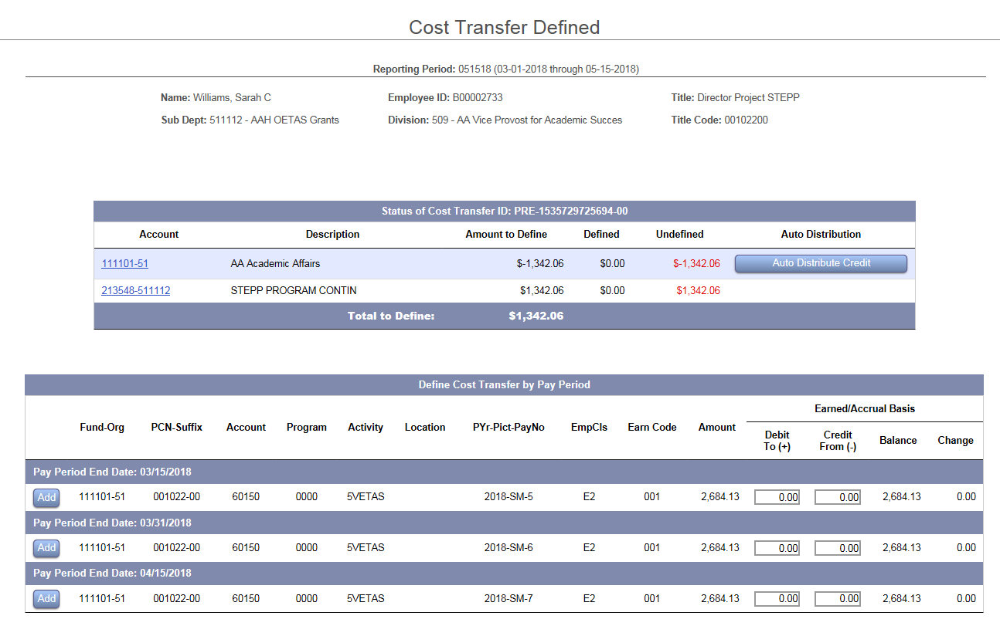 Cost Transfer Defined
Reporting Period: 051518 (03-01-2018 through 05-15-2018)
Name: Williams, Sarah C Employee ID: B00002733 Title: Director Project STEPP
Sub Dept: 511112 - AAH OETAS Grants Division: 509 - AA Vice Provost for Academic Succes Title Code: 00102200
Status of Cost Transfer ID: PRE-1535729725694-00
Account Description Amount to Define Defined Undefined Auto Distribution
111101-51 AA Academic Affairs $-1,342.06 $0.00 $-1,342.06 Auto Distribute Credit
213548-511112 STEPP PROGRAM CONTIN $1,342.06 $0.00 $1,342.06
Total to Define: $1,342.06
Define Cost Transfer by Pay Period
Earned/Accrual Basis
Fund-Org PCN-Suffix Account Program Activity Location PYr-Pict-PayNo EmpCls Earn Code Amount Debit To (+) Credit From (-) Balance Change
Pay Period End Date: 03/15/2018
Add 111101-51 001022-00 60150 0000 5VETAS 2018-SM-5 E2 001 2,684.13 0.00 0.00 2,684.13 0.00
Pay Period End Date: 03/31/2018
Add 111101-51 001022-00 60150 0000 5VETAS 2018-SM-6 E2 001 2,684.13 0.00 0.00 2,684.13 0.00
Pay Period End Date: 04/15/2018
Add 111101-51 001022-00 60150 0000 5VETAS 2018-SM-7 E2 001 2,684.13 0.00 0.00 2,684.13 0.00